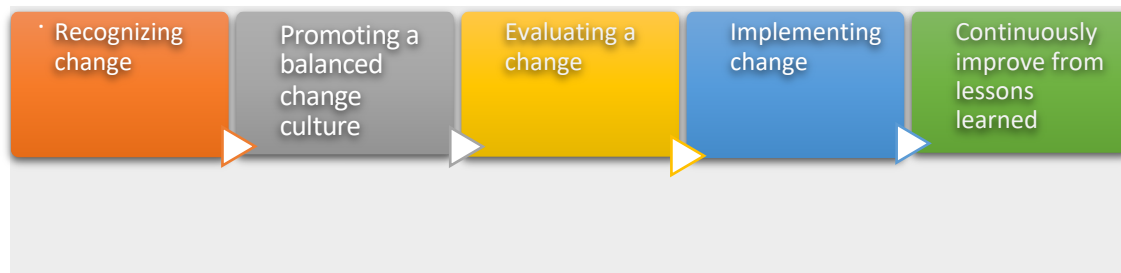 · Recognizing
change
Promoting a
balanced
change
culture
Evaluating a
change
Implementing
change
Continuously
improve from
lessons
learned